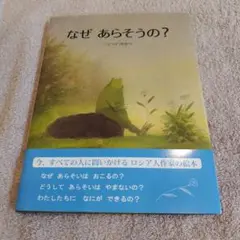 なぜ あらそうの?
今、すべての人に問いかける ロシア人作家の絵本
なぜ あらそいは おこるの?
どうして あらそいは やまないの?
わたしたちに なにが できるの?